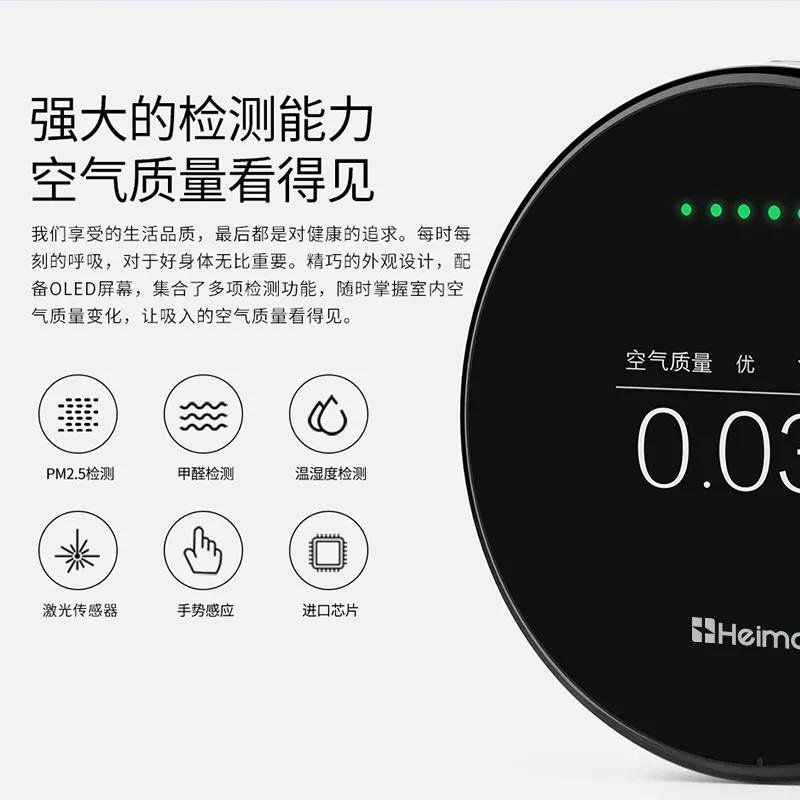 强大的检测能力
空气质量看得见
我们享受的生活品质，最后都是对健康的追求。每时每
刻的呼吸，对于好身体无比重要。精巧的外观设计，配
备OLED屏幕，集合了多项检测功能，随时掌握室内空
气质量变化，让吸入的空气质量看得见。
PM2.5检测 甲醛检测 温湿度检测
激光传感器 手势感应 进口芯片
空气质量 优
0.03
Heima